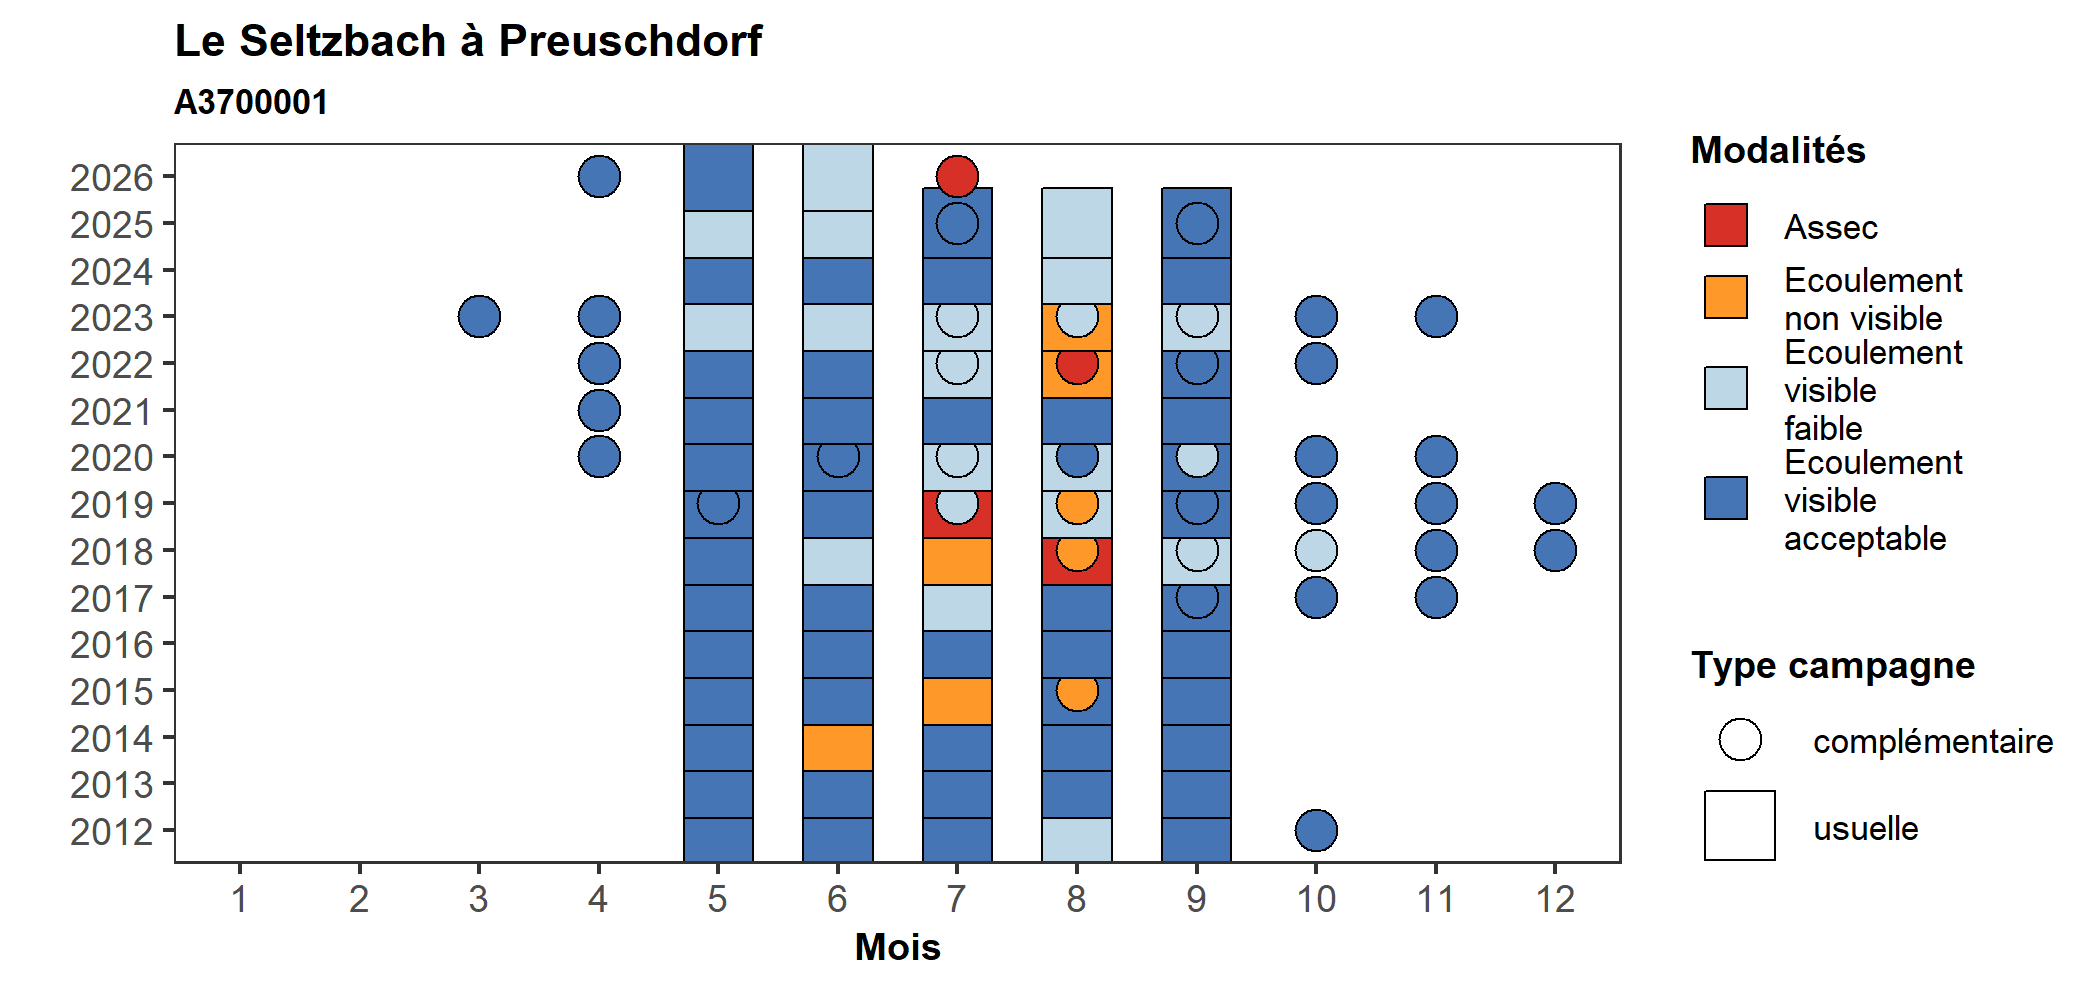 Le Seltzbach à Preuschdorf
A3700001
2026
2025
2024
2023
2022
2021
2020
2019
2018
2017
2016
2015
2014
2013
2012
1 2 3 4 5 6 7 8 9 10 11 12
Mois
Modalités
Assec
Ecoulement
non visible
Ecoulement
visible
faible
Ecoulement
visible
acceptable
Type campagne
complémentaire
usuelle